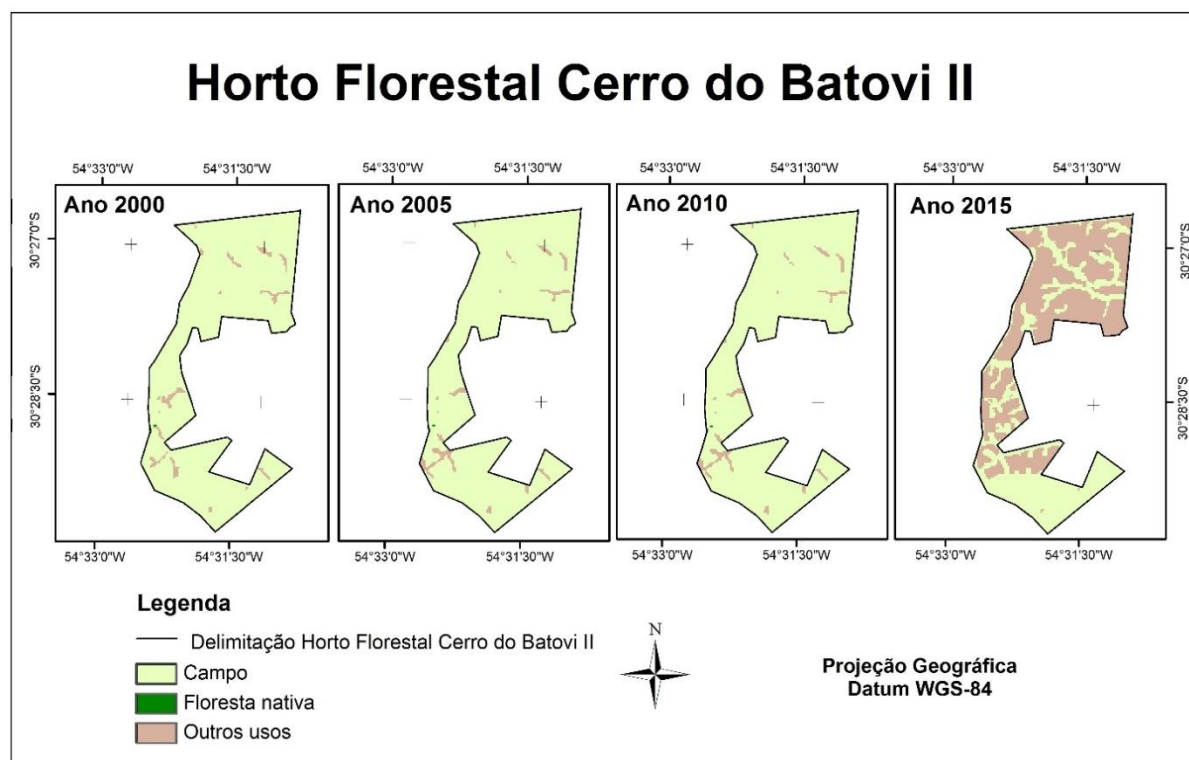 Horto Florestal Cerro do Batovi II
54°33'0"W 54°31'30"W 54°33'0"W 54°31'30"W 54°33'0"W 54°31'30"W 54°33'0"W 54°31'30"W
Ano 2000 Ano 2005 Ano 2010 Ano 2015
30°27'0"S 30°27'0"S
30°28'30"S 30°28'30"S
54°33'0"W 54°31'30"W 54°33'0"W 54°31'30"W 54°33'0"W 54°31'30"W 54°33'0"W 54°31'30"W
Legenda
Delimitação Horto Florestal Cerro do Batovi II
Campo
Floresta nativa
Outros usos
N
Projeção Geográfica
Datum WGS-84